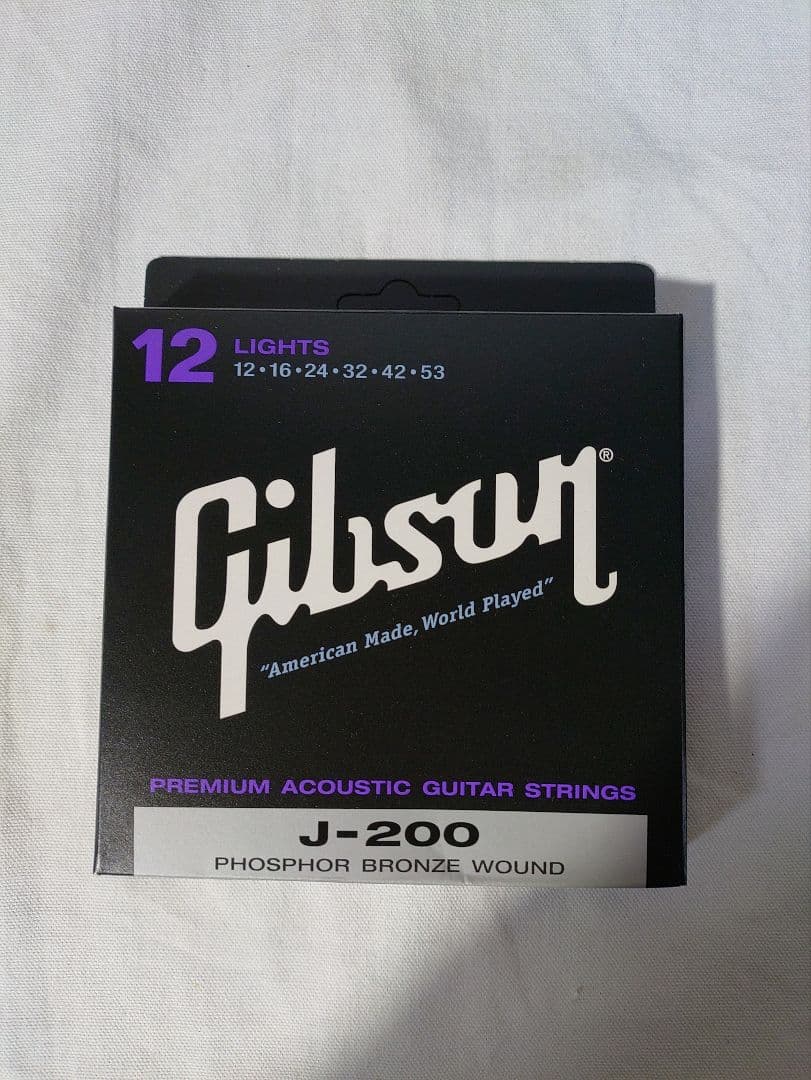 12 LIGHTS
12•16•24•32•42•53
Gibson®
"American Made, World Played"
PREMIUM ACOUSTIC GUITAR STRINGS
J-200
PHOSPHOR BRONZE WOUND